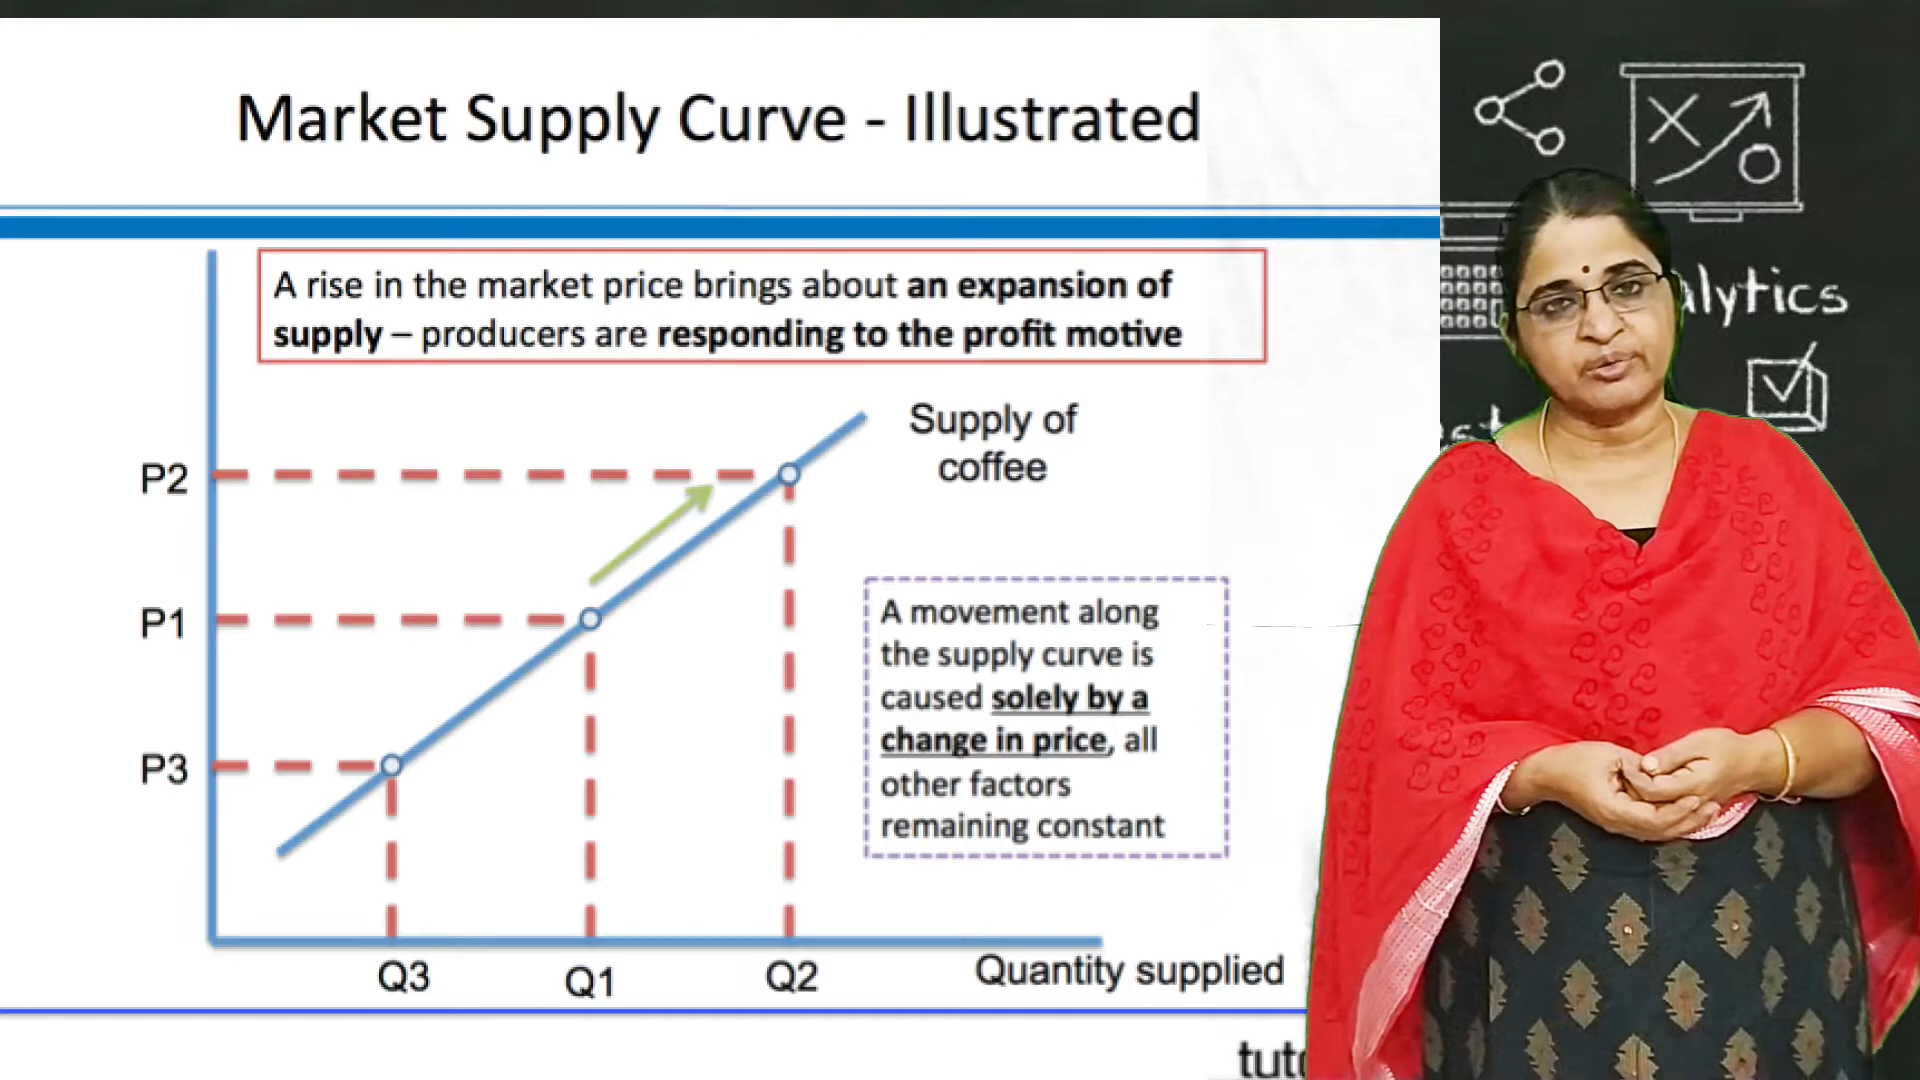 Market Supply Curve - Illustrated
A rise in the market price brings about an expansion of
supply – producers are responding to the profit motive
Supply of
coffee
P2
P1
P3
A movement along
the supply curve is
caused solely by a
change in price, all
other factors
remaining constant
Q3
Q1
Q2
Quantity supplied